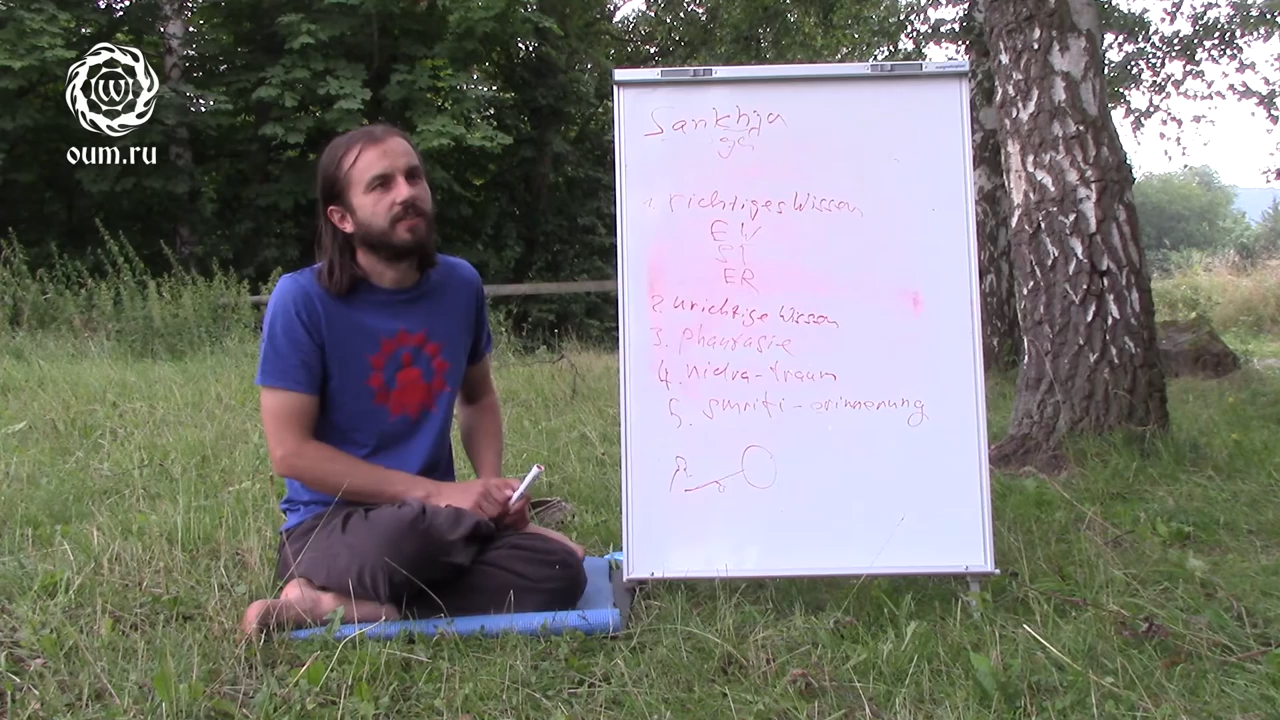 oum.ru
Sankhja
1. richtiges Wissen
EW
ST
ER
2. unrichtige Wissen
3. phantasie
4. nidra - traum
5. smriti - erinnerung